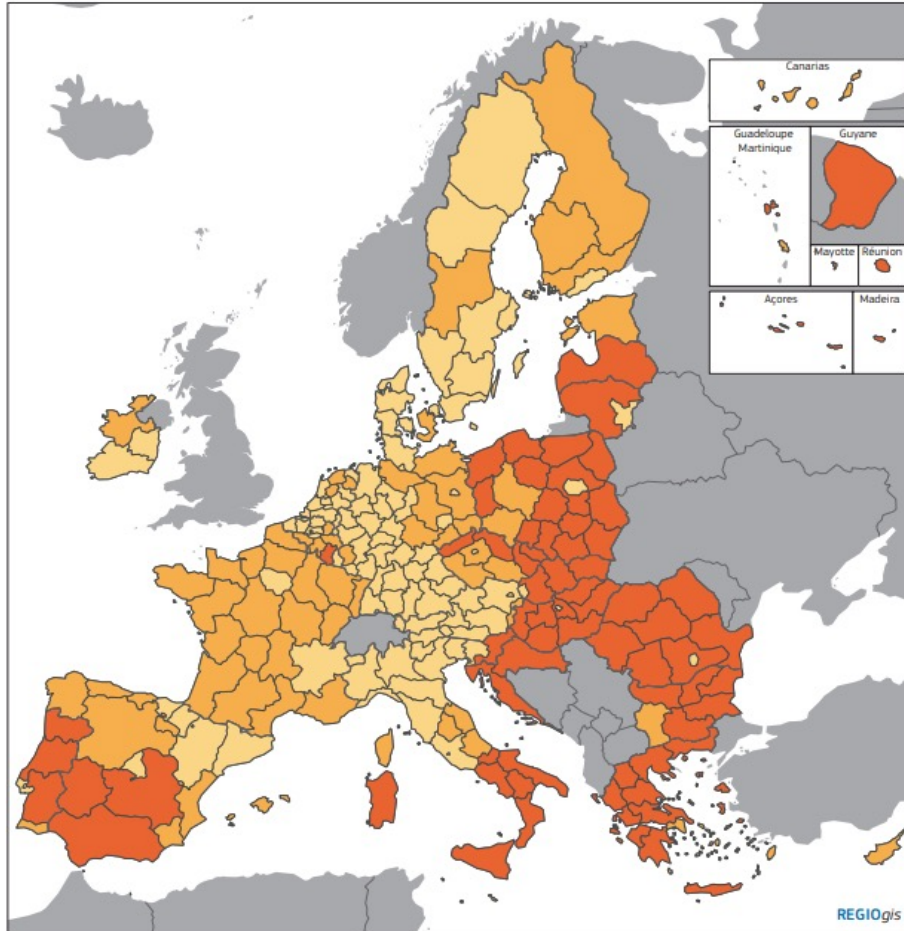 Canarias
Guadeloupe
Martinique
Guyane
Mayotte
Réunion
Açores
Madeira
REGIOgis